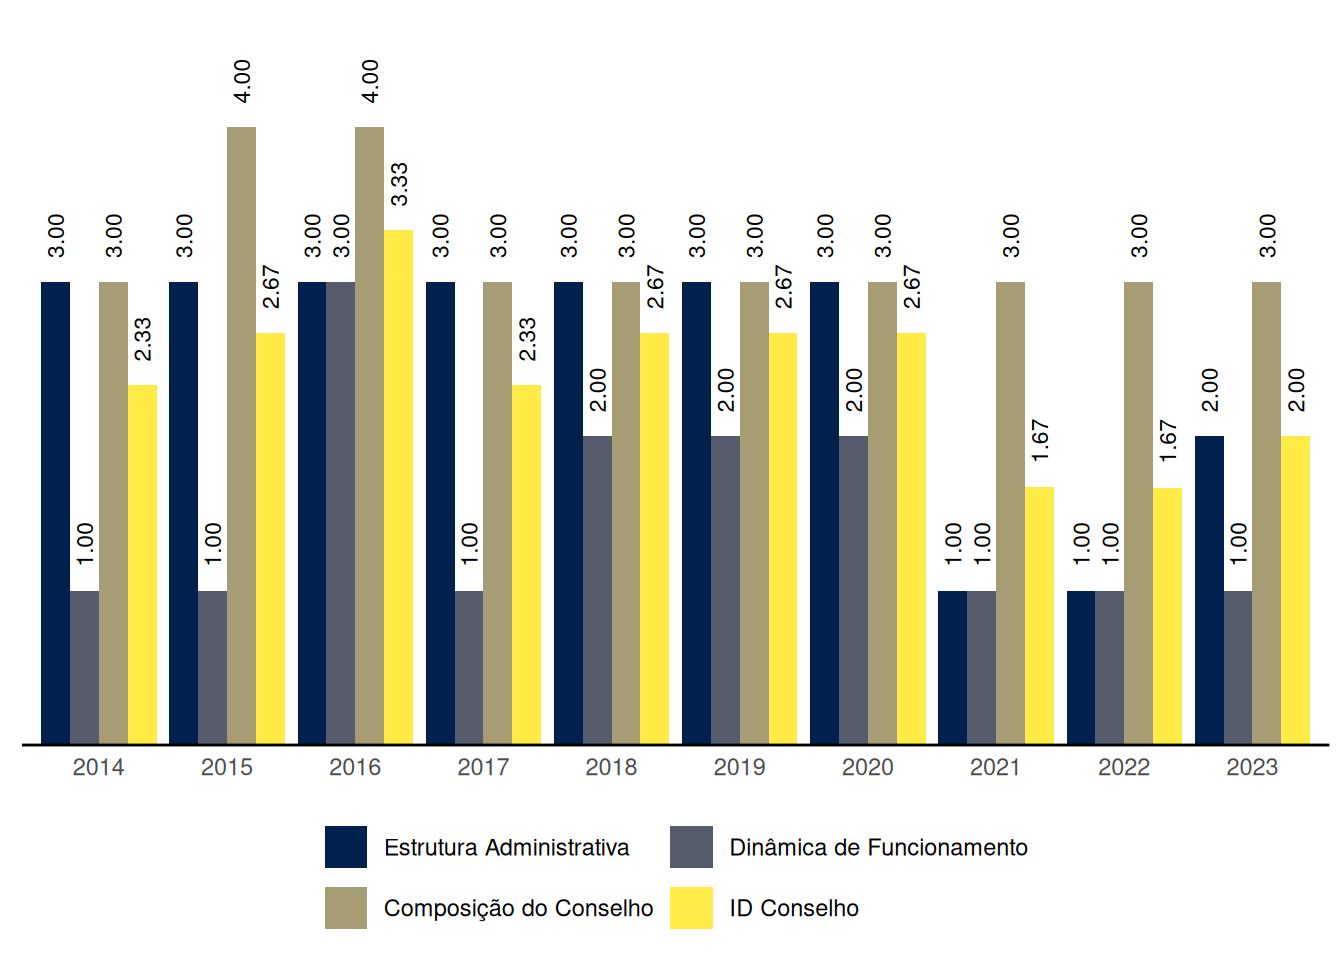 4.00 4.00
3.33
3.00 3.00 3.00 3.00 3.00 3.00 3.00 3.00 3.00 3.00 3.00 3.00 3.00 3.00 3.00 3.00
2.67 2.67 2.67 2.67
2.33 2.33
2.00 2.00 2.00 2.00 2.00
1.67 1.67
1.00 1.00 1.00 1.00 1.00 1.00 1.00 1.00
2014 2015 2016 2017 2018 2019 2020 2021 2022 2023
Estrutura Administrativa Dinâmica de Funcionamento
Composição do Conselho ID Conselho